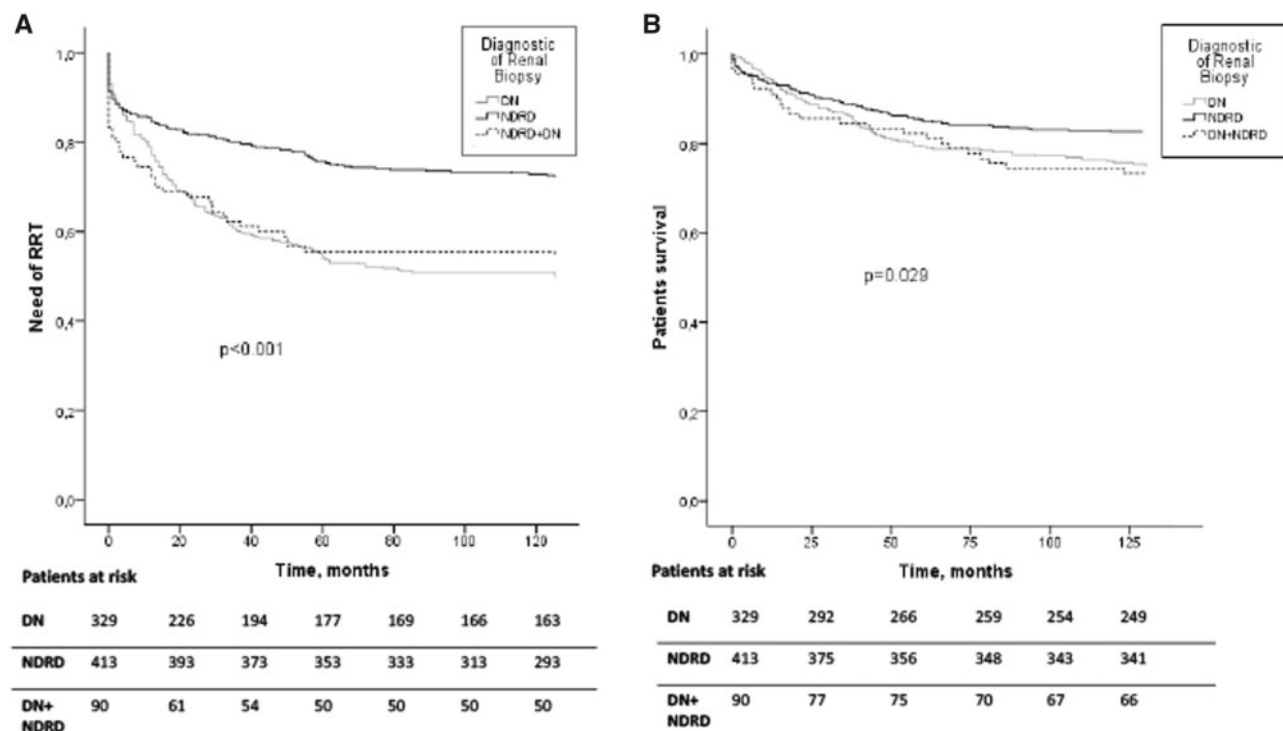 A
Diagnostic
of Renal
Biopsy
DN
NDRD
NDRD+DN
1,0
0,8
0,6
0,4
0,2
0,0
Need of RRT
p<0.001
0 20 40 60 80 100 120
Time, months
Patients at risk
DN 329 226 194 177 169 166 163
NDRD 413 393 373 353 333 313 293
DN+
NDRD 90 61 54 50 50 50 50
B
Diagnostic
of Renal
Biopsy
DN
NDRD
DN+NDRD
1,0
0,8
0,6
0,4
0,2
0,0
Patients survival
p=0.029
0 25 50 75 100 125
Time, months
Patients at risk
DN 329 292 266 259 254 249
NDRD 413 375 356 348 343 341
DN+
NDRD 90 77 75 70 67 66